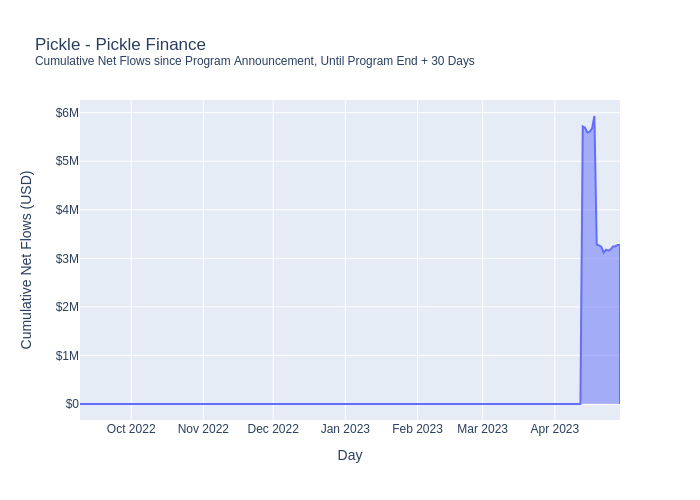 Pickle - Pickle Finance
Cumulative Net Flows since Program Announcement, Until Program End + 30 Days
Cumulative Net Flows (USD)
$6M
$5M
$4M
$3M
$2M
$1M
$0
Oct 2022 Nov 2022 Dec 2022 Jan 2023 Feb 2023 Mar 2023 Apr 2023
Day